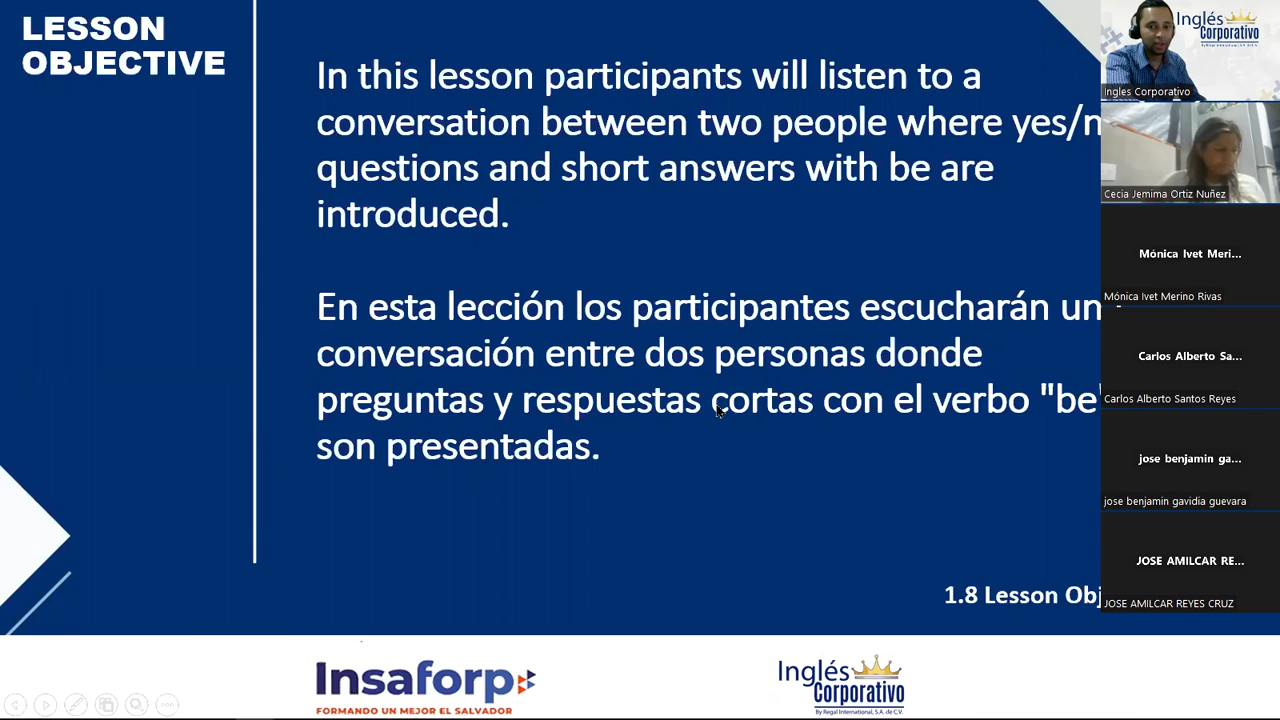 LESSON
OBJECTIVE
In this lesson participants will listen to a
conversation between two people where yes/n
questions and short answers with be are
introduced.
En esta lección los participantes escucharán un
conversación entre dos personas donde
preguntas y respuestas cortas con el verbo "be"
son presentadas.
1.8 Lesson Obj
Insaforp
FORMANDO UN MEJOR EL SALVADOR
Inglés
Corporativo
By Regal International, S.A. de C.V.
Inglés
Corporativo
By Regal International, S.A. de C.V.
Ingles Corporativo
Cecia Jemima Ortiz Nuñez
Mónica Ivet Meri...
Mónica Ivet Merino Rivas
Carlos Alberto Sa...
Carlos Alberto Santos Reyes
jose benjamin ga...
jose benjamin gavidia guevara
JOSE AMILCAR RE...
JOSE AMILCAR REYES CRUZ